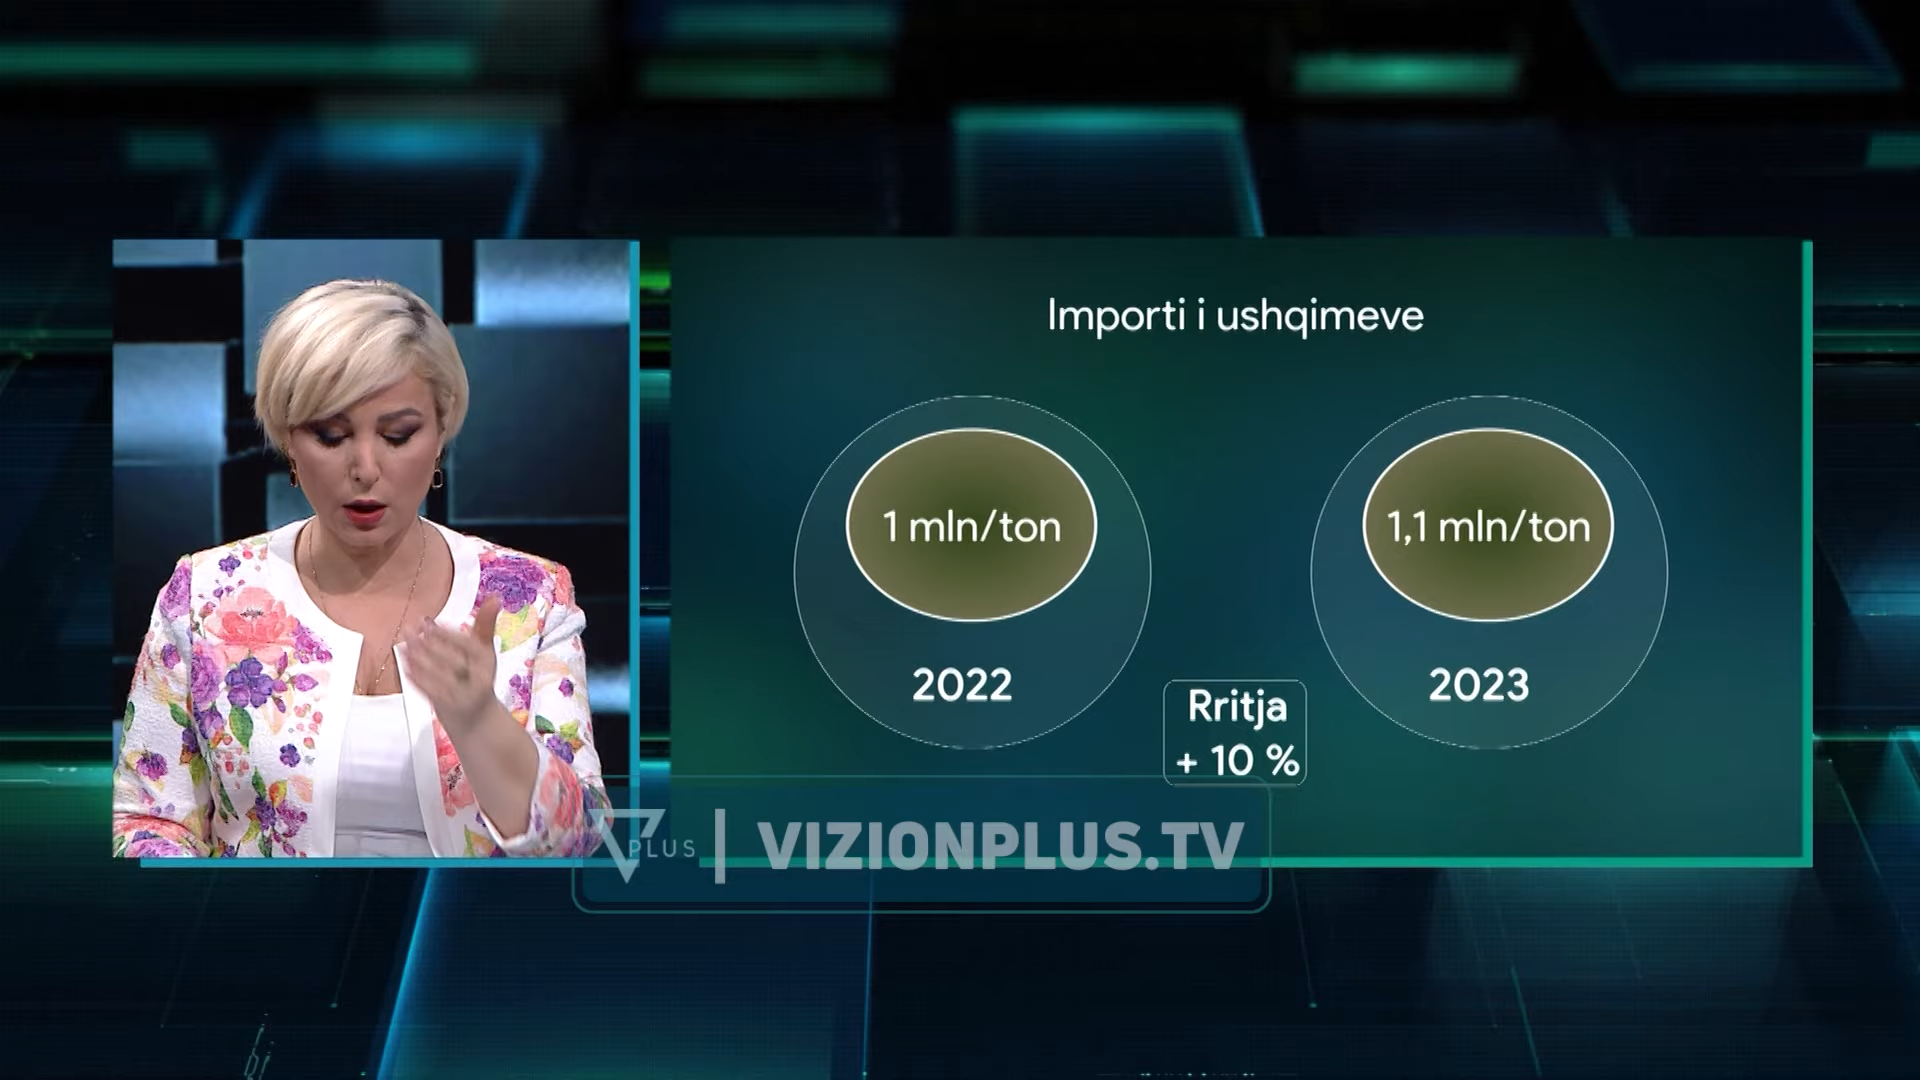 Importi i ushqimeve
1 mln/ton
1,1 mln/ton
2022
2023
Rritja
+ 10 %
PLUS | VIZIONPLUS.TV